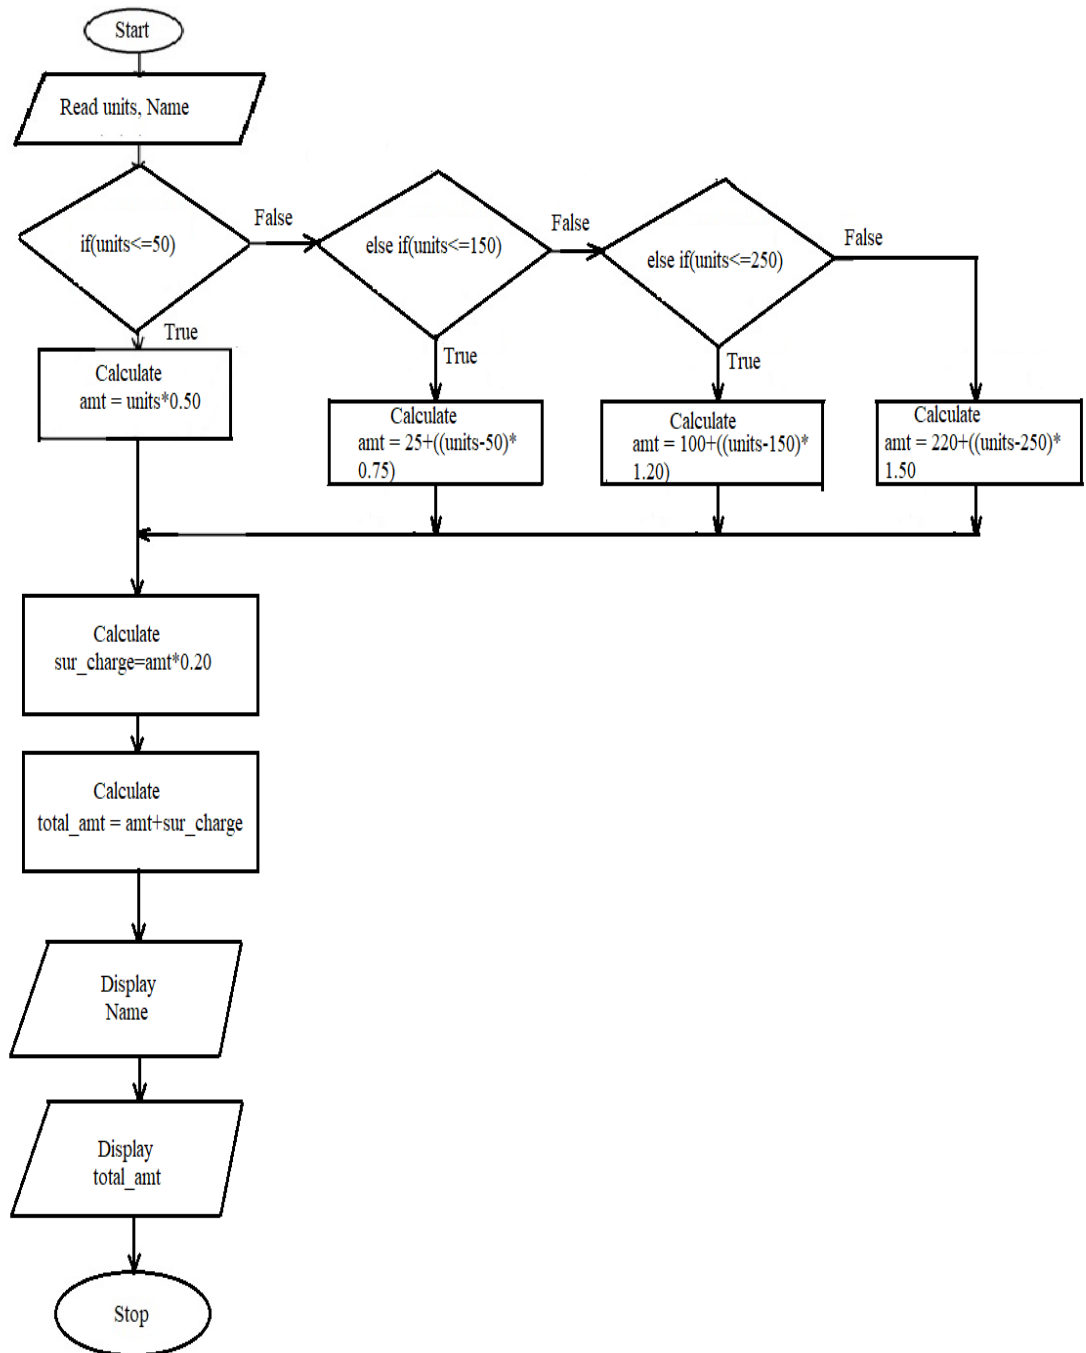 Start
Read units, Name
if(units<=50)
False
else if(units<=150)
False
else if(units<=250)
False
True
Calculate
amt = units*0.50
True
Calculate
amt = 25+((units-50)*
0.75)
True
Calculate
amt = 100+((units-150)*
1.20)
Calculate
amt = 220+((units-250)*
1.50
Calculate
sur_charge=amt*0.20
Calculate
total_amt = amt+sur_charge
Display
Name
Display
total_amt
Stop